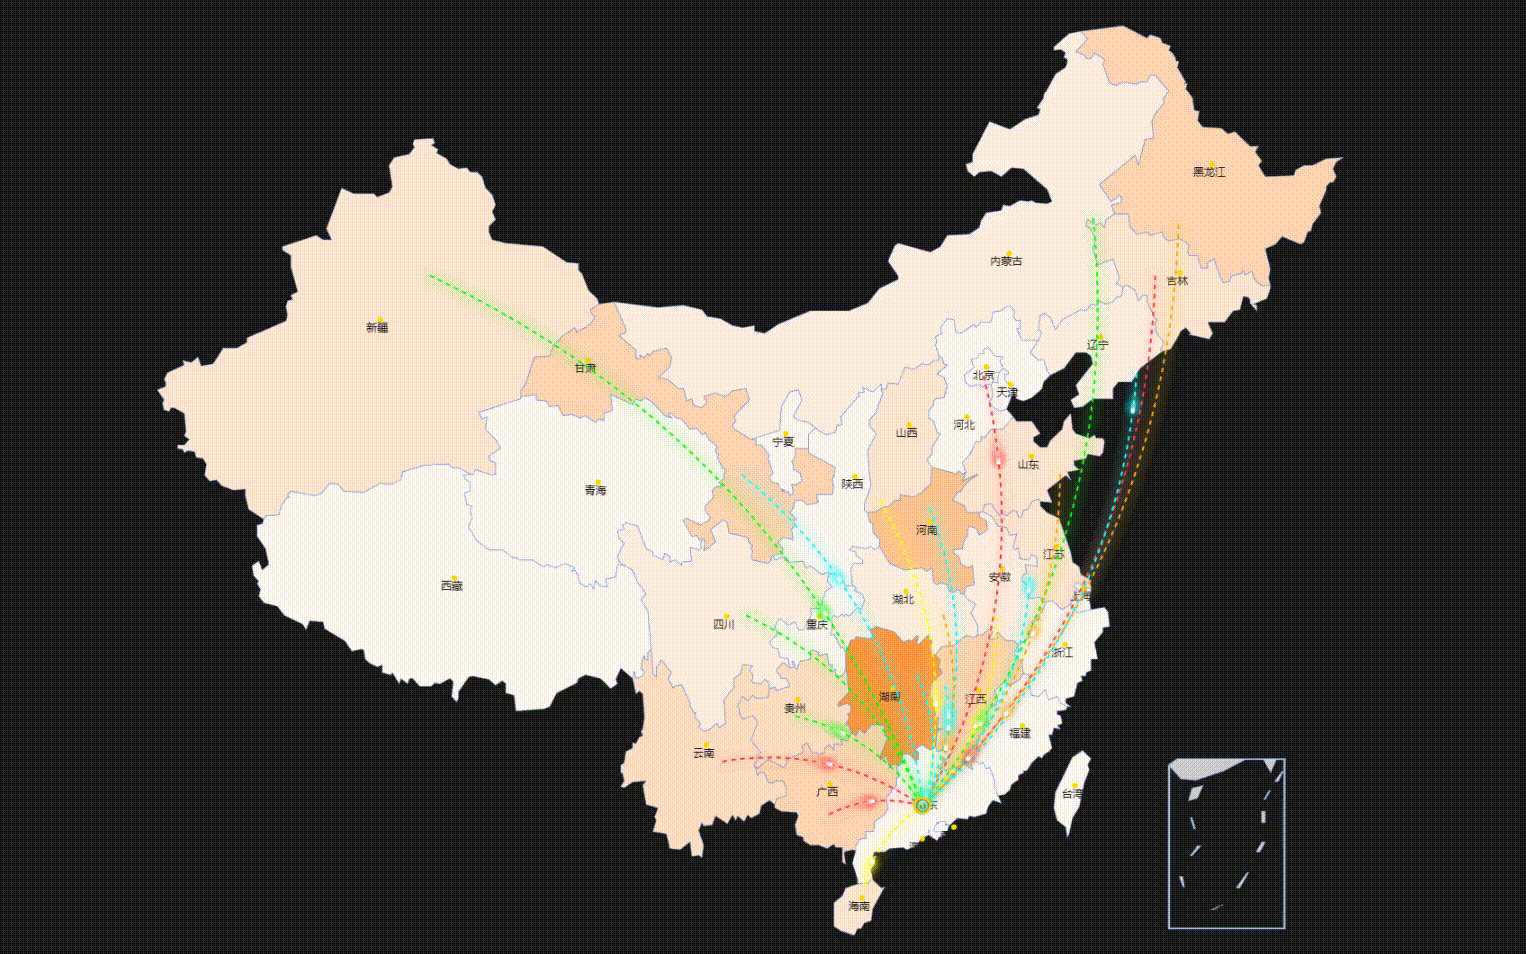 黑龙江
内蒙古
吉林
新疆
辽宁
甘肃
北京
天津
河北
山西
宁夏
山东
陕西
青海
河南
江苏
安徽
西藏
上海
湖北
四川
重庆
浙江
湖南
江西
贵州
福建
云南
广西
台湾
东
海南